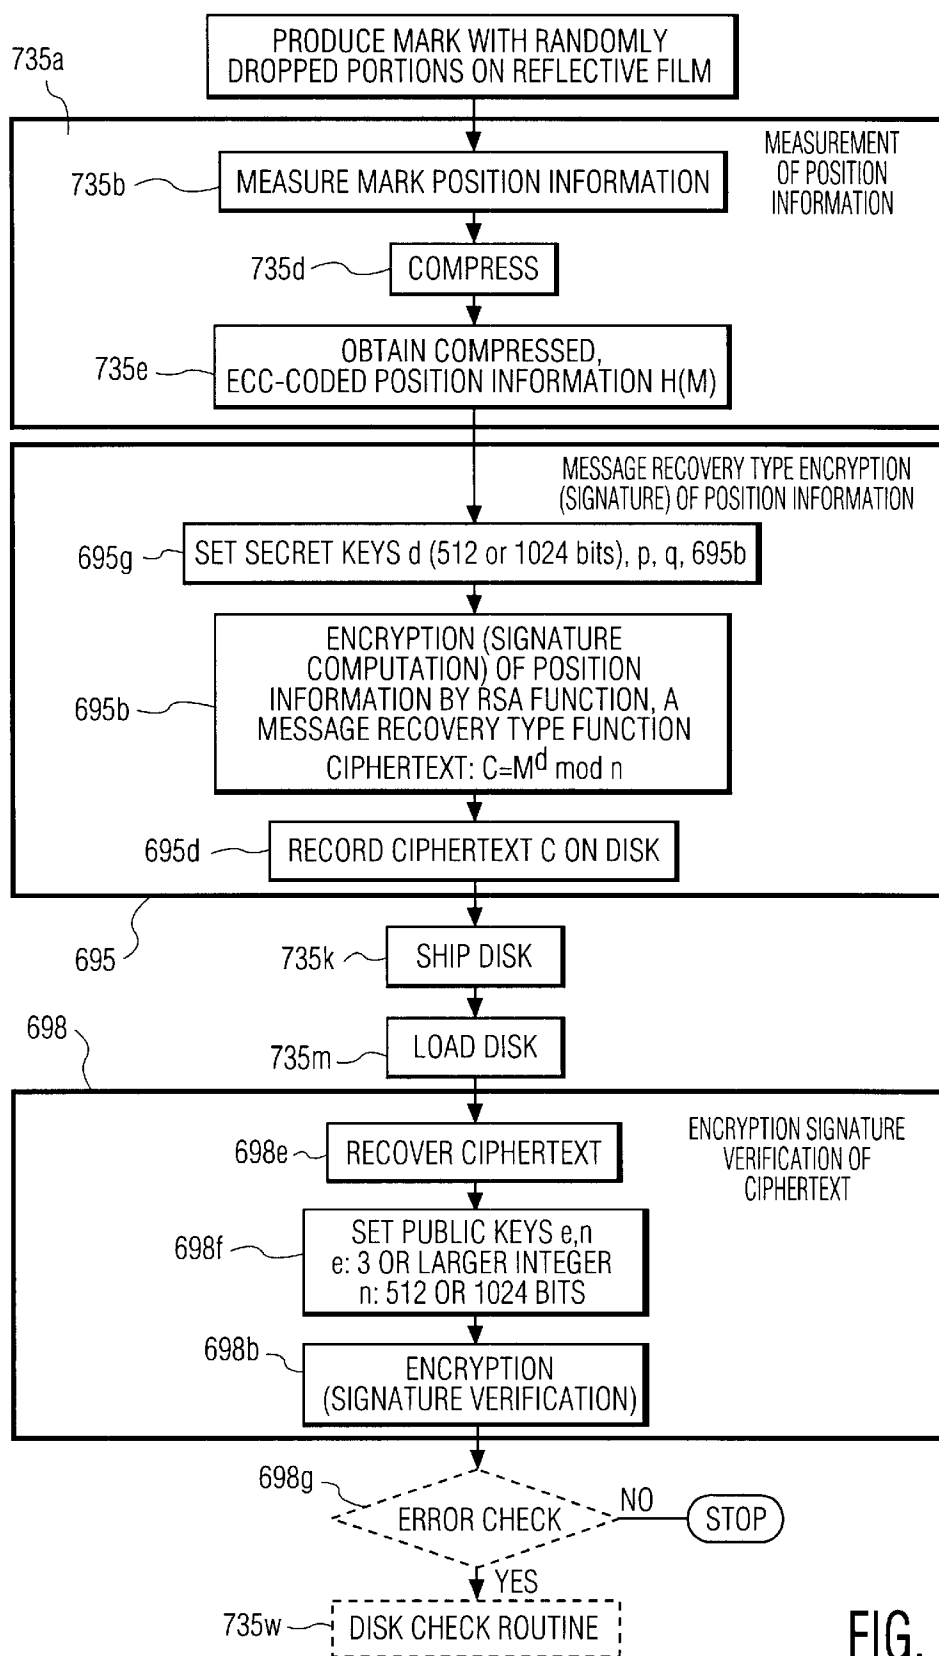 PRODUCE MARK WITH RANDOMLY
DROPPED PORTIONS ON REFLECTIVE FILM
735a
MEASUREMENT
OF POSITION
INFORMATION
735b
MEASURE MARK POSITION INFORMATION
735d
COMPRESS
735e
OBTAIN COMPRESSED,
ECC-CODED POSITION INFORMATION H(M)
MESSAGE RECOVERY TYPE ENCRYPTION
(SIGNATURE) OF POSITION INFORMATION
695g
SET SECRET KEYS d (512 or 1024 bits), p, q, 695b
695b
ENCRYPTION (SIGNATURE
COMPUTATION) OF POSITION
INFORMATION BY RSA FUNCTION, A
MESSAGE RECOVERY TYPE FUNCTION
CIPHERTEXT: C=M^d mod n
695d
RECORD CIPHERTEXT C ON DISK
695
735k
SHIP DISK
698
735m
LOAD DISK
698e
RECOVER CIPHERTEXT
ENCRYPTION SIGNATURE
VERIFICATION OF
CIPHERTEXT
698f
SET PUBLIC KEYS e,n
e: 3 OR LARGER INTEGER
n: 512 OR 1024 BITS
698b
ENCRYPTION
(SIGNATURE VERIFICATION)
698g
ERROR CHECK
NO
STOP
YES
735w
DISK CHECK ROUTINE
FIG.